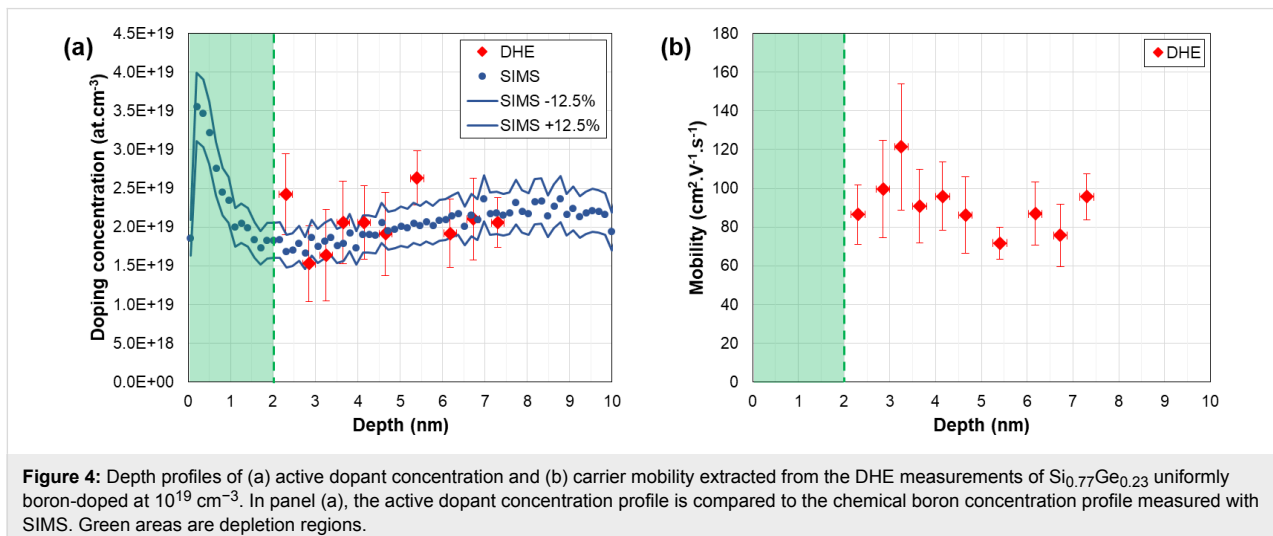 (a)
Doping concentration (at.cm-3)
4.5E+19
4.0E+19
3.5E+19
3.0E+19
2.5E+19
2.0E+19
1.5E+19
1.0E+19
5.0E+18
0.0E+00
DHE
SIMS
SIMS -12.5%
SIMS +12.5%
0 1 2 3 4 5 6 7 8 9 10
Depth (nm)
(b)
Mobility (cm2.V-1.s-1)
180
160
140
120
100
80
60
40
20
0
DHE
0 1 2 3 4 5 6 7 8 9 10
Depth (nm)
Figure 4: Depth profiles of (a) active dopant concentration and (b) carrier mobility extracted from the DHE measurements of Si0.77Ge0.23 uniformly
boron-doped at 10^19 cm−3. In panel (a), the active dopant concentration profile is compared to the chemical boron concentration profile measured with
SIMS. Green areas are depletion regions.